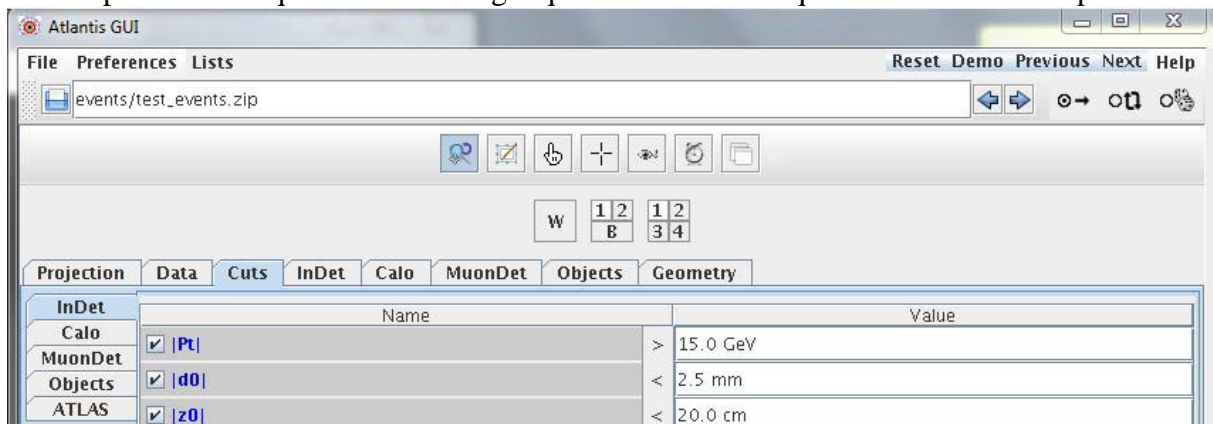 Atlantis GUI
File Preferences Lists Reset Demo Previous Next Help
events/test_events.zip
W 1 2 B 1 2 3 4
Projection Data Cuts InDet Calo MuonDet Objects Geometry
InDet
Name Value
Calo
|Pt| > 15.0 GeV
MuonDet
Objects
|d0| < 2.5 mm
ATLAS
|z0| < 20.0 cm